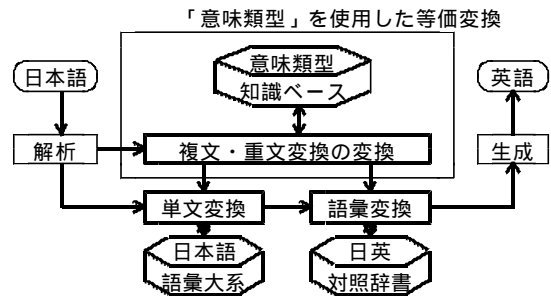 「意味類型」を使用した等価変換
日本語
意味類型
知識ベース
英語
解析
複文・重文変換の変換
生成
単文変換
語彙変換
日本語
語彙大系
日英
対照辞書